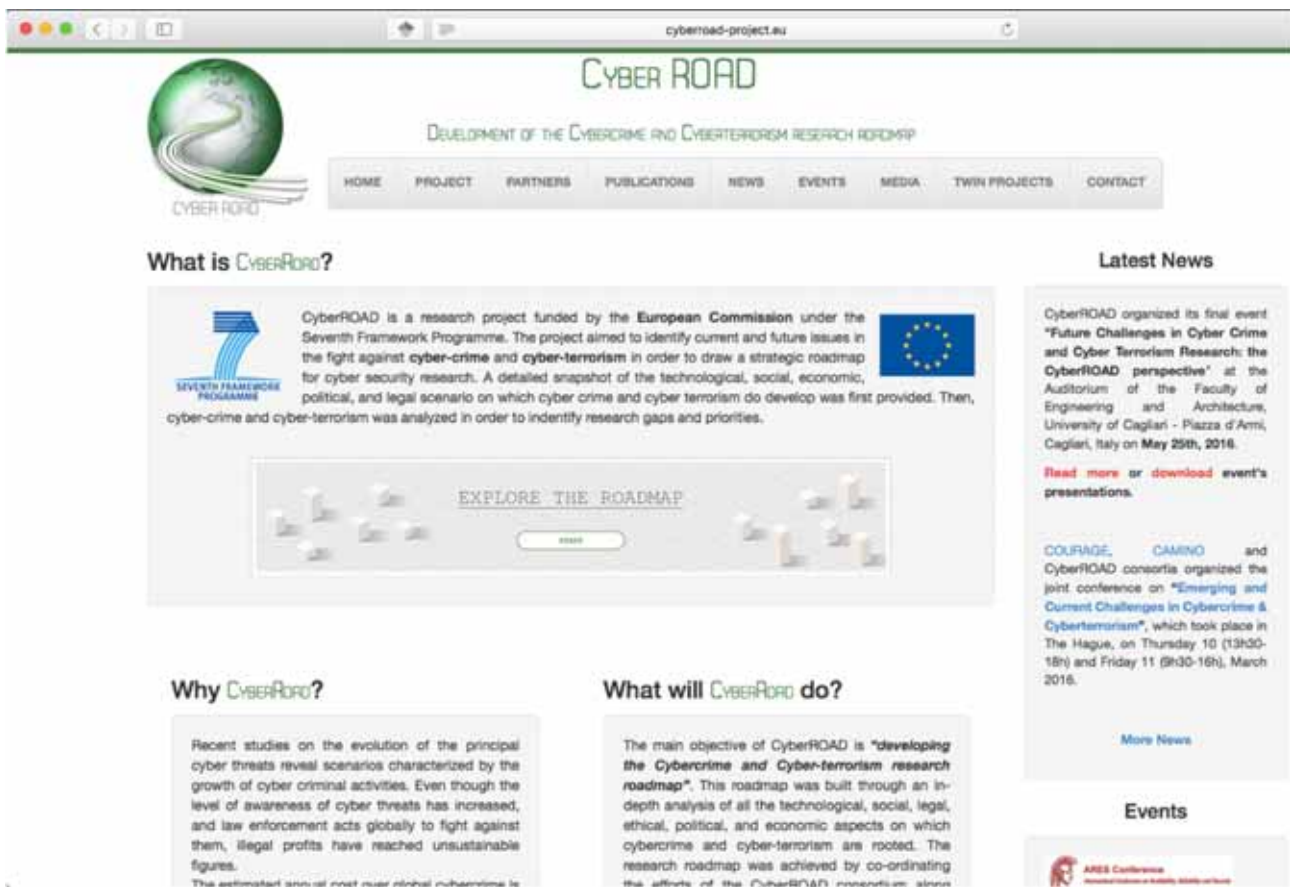 cyberroad-project.eu
CYBER ROAD
DEVELOPMENT OF THE CYBERCRIME AND CYBERTERRORISM RESEARCH ROADMAP
CYBER ROAD
HOME PROJECT PARTNERS PUBLICATIONS NEWS EVENTS MEDIA TWIN PROJECTS CONTACT
What is CYBERROAD?
SEVENTH FRAMEWORK
PROGRAMME
CyberROAD is a research project funded by the European Commission under the
Seventh Framework Programme. The project aimed to identify current and future issues in
the fight against cyber-crime and cyber-terrorism in order to draw a strategic roadmap
for cyber security research. A detailed snapshot of the technological, social, economic,
political, and legal scenario on which cyber crime and cyber terrorism do develop was first provided. Then,
cyber-crime and cyber-terrorism was analyzed in order to indentify research gaps and priorities.
EXPLORE THE ROADMAP
Why CYBERROAD?
Recent studies on the evolution of the principal
cyber threats reveal scenarios characterized by the
growth of cyber criminal activities. Even though the
level of awareness of cyber threats has increased,
and law enforcement acts globally to fight against
them, illegal profits have reached unsustainable
figures.
The estimated annual cost over global cybercrime is
What will CYBERROAD do?
The main objective of CyberROAD is "developing
the Cybercrime and Cyber-terrorism research
roadmap". This roadmap was built through an in-
depth analysis of all the technological, social, legal,
ethical, political, and economic aspects on which
cybercrime and cyber-terrorism are rooted. The
research roadmap was achieved by co-ordinating
the efforts of the CyberROAD consortium along
Latest News
CyberROAD organized its final event
"Future Challenges in Cyber Crime
and Cyber Terrorism Research: the
CyberROAD perspective" at the
Auditorium of the Faculty of
Engineering and Architecture,
University of Cagliari - Piazza d'Armi,
Cagliari, Italy on May 25th, 2016.
Read more or download event's
presentations.
COURAGE, CAMINO and
CyberROAD consortia organized the
joint conference on "Emerging and
Current Challenges in Cybercrime &
Cyberterrorism", which took place in
The Hague, on Thursday 10 (13h30-
18h) and Friday 11 (9h30-16h), March
2016.
More News
Events
ARES Conference